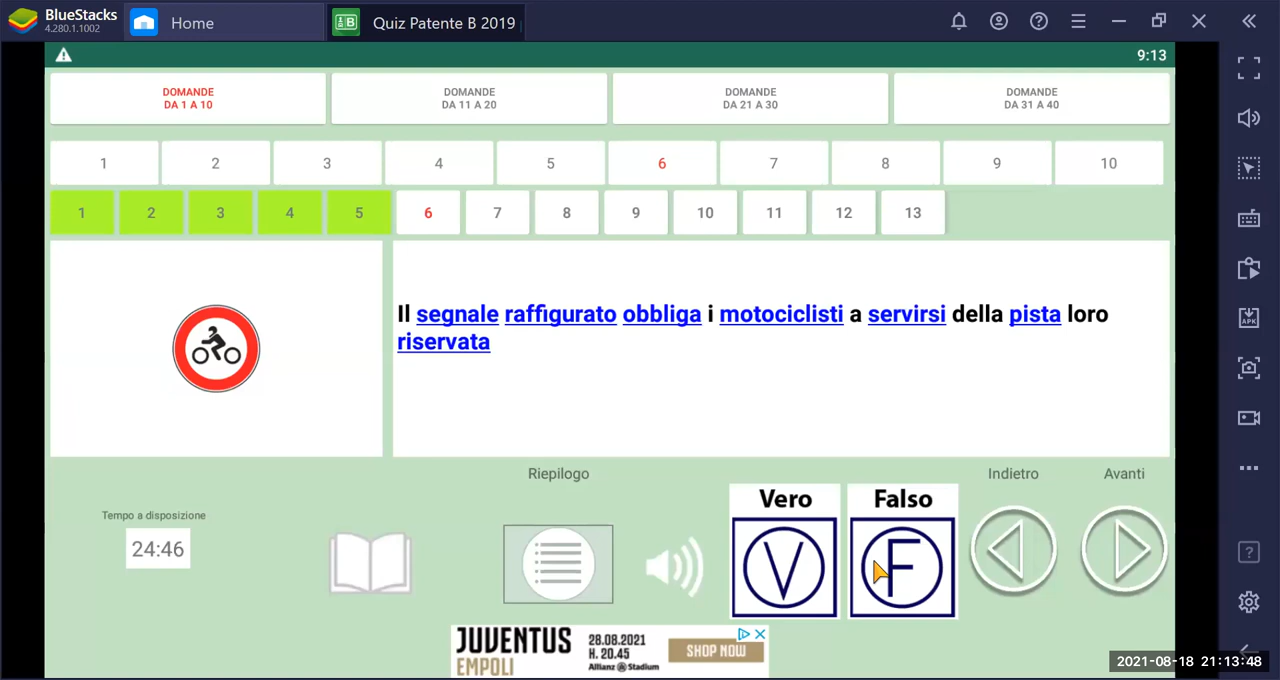 BlueStacks
4.280.1.1002
Home
Quiz Patente B 2019
9:13
DOMANDE
DA 1 A 10
DOMANDE
DA 11 A 20
DOMANDE
DA 21 A 30
DOMANDE
DA 31 A 40
1 2 3 4 5 6 7 8 9 10
1 2 3 4 5 6 7 8 9 10 11 12 13
Il segnale raffigurato obbliga i motociclisti a servirsi della pista loro
riservata
Riepilogo
Indietro
Avanti
Vero
Falso
V
F
Tempo a disposizione
24:46
JUVENTUS
EMPOLI
28.08.2021
H. 20.45
Allianz Stadium
SHOP NOW
APK
2021-08-18 21:13:48